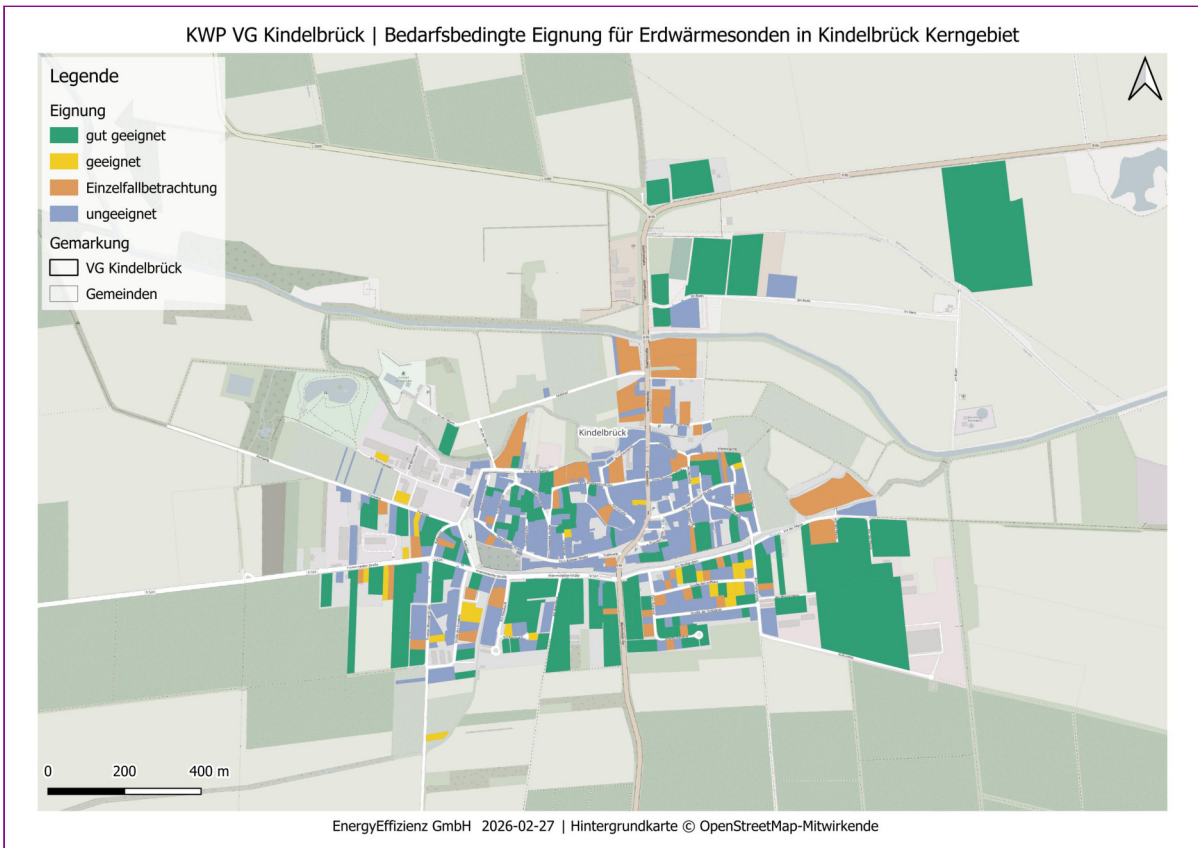 KWP VG Kindelbrück | Bedarfsbedingte Eignung für Erdwärmesonden in Kindelbrück Kerngebiet
Legende
Eignung
gut geeignet
geeignet
Einzelfallbetrachtung
ungeeignet
Gemarkung
VG Kindelbrück
Gemeinden
Kindelbrück
0 200 400 m
EnergyEffizienz GmbH 2026-02-27 | Hintergrundkarte © OpenStreetMap-Mitwirkende